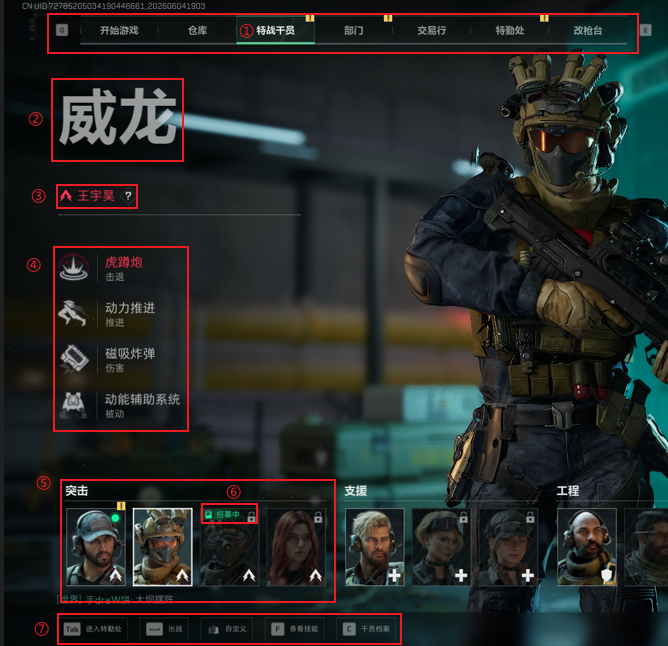 CN UID72785205034190446661,202606041903
Q 开始游戏 仓库 ① 特战干员 部门 交易行 特勤处 改枪台 E
② 威龙
③ 王宇昊 ?
④ 虎蹲炮
击退
动力推进
推进
磁吸炸弹
伤害
动能辅助系统
被动
⑤ 突击 ⑥ 支援 工程
招募中
⑦ Tab 进入特勤处 出战 自定义 F 查看技能 C 干员档案